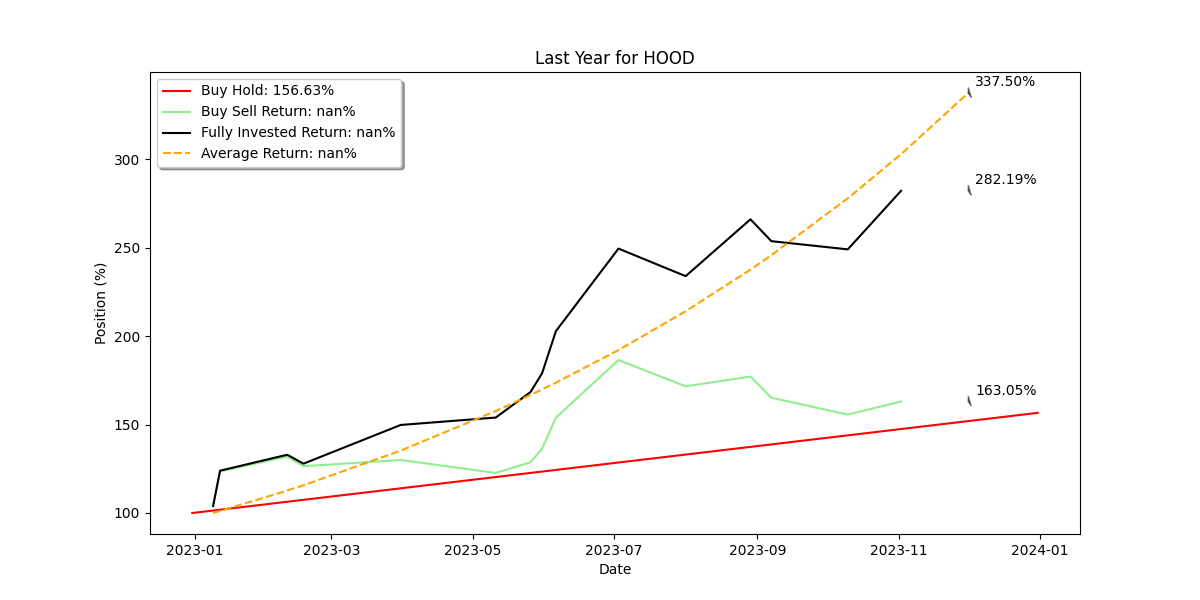 Last Year for HOOD
Buy Hold: 156.63%
Buy Sell Return: nan%
Fully Invested Return: nan%
Average Return: nan%
337.50%
282.19%
163.05%
Position (%)
300
250
200
150
100
2023-01
2023-03
2023-05
2023-07
2023-09
2023-11
2024-01
Date